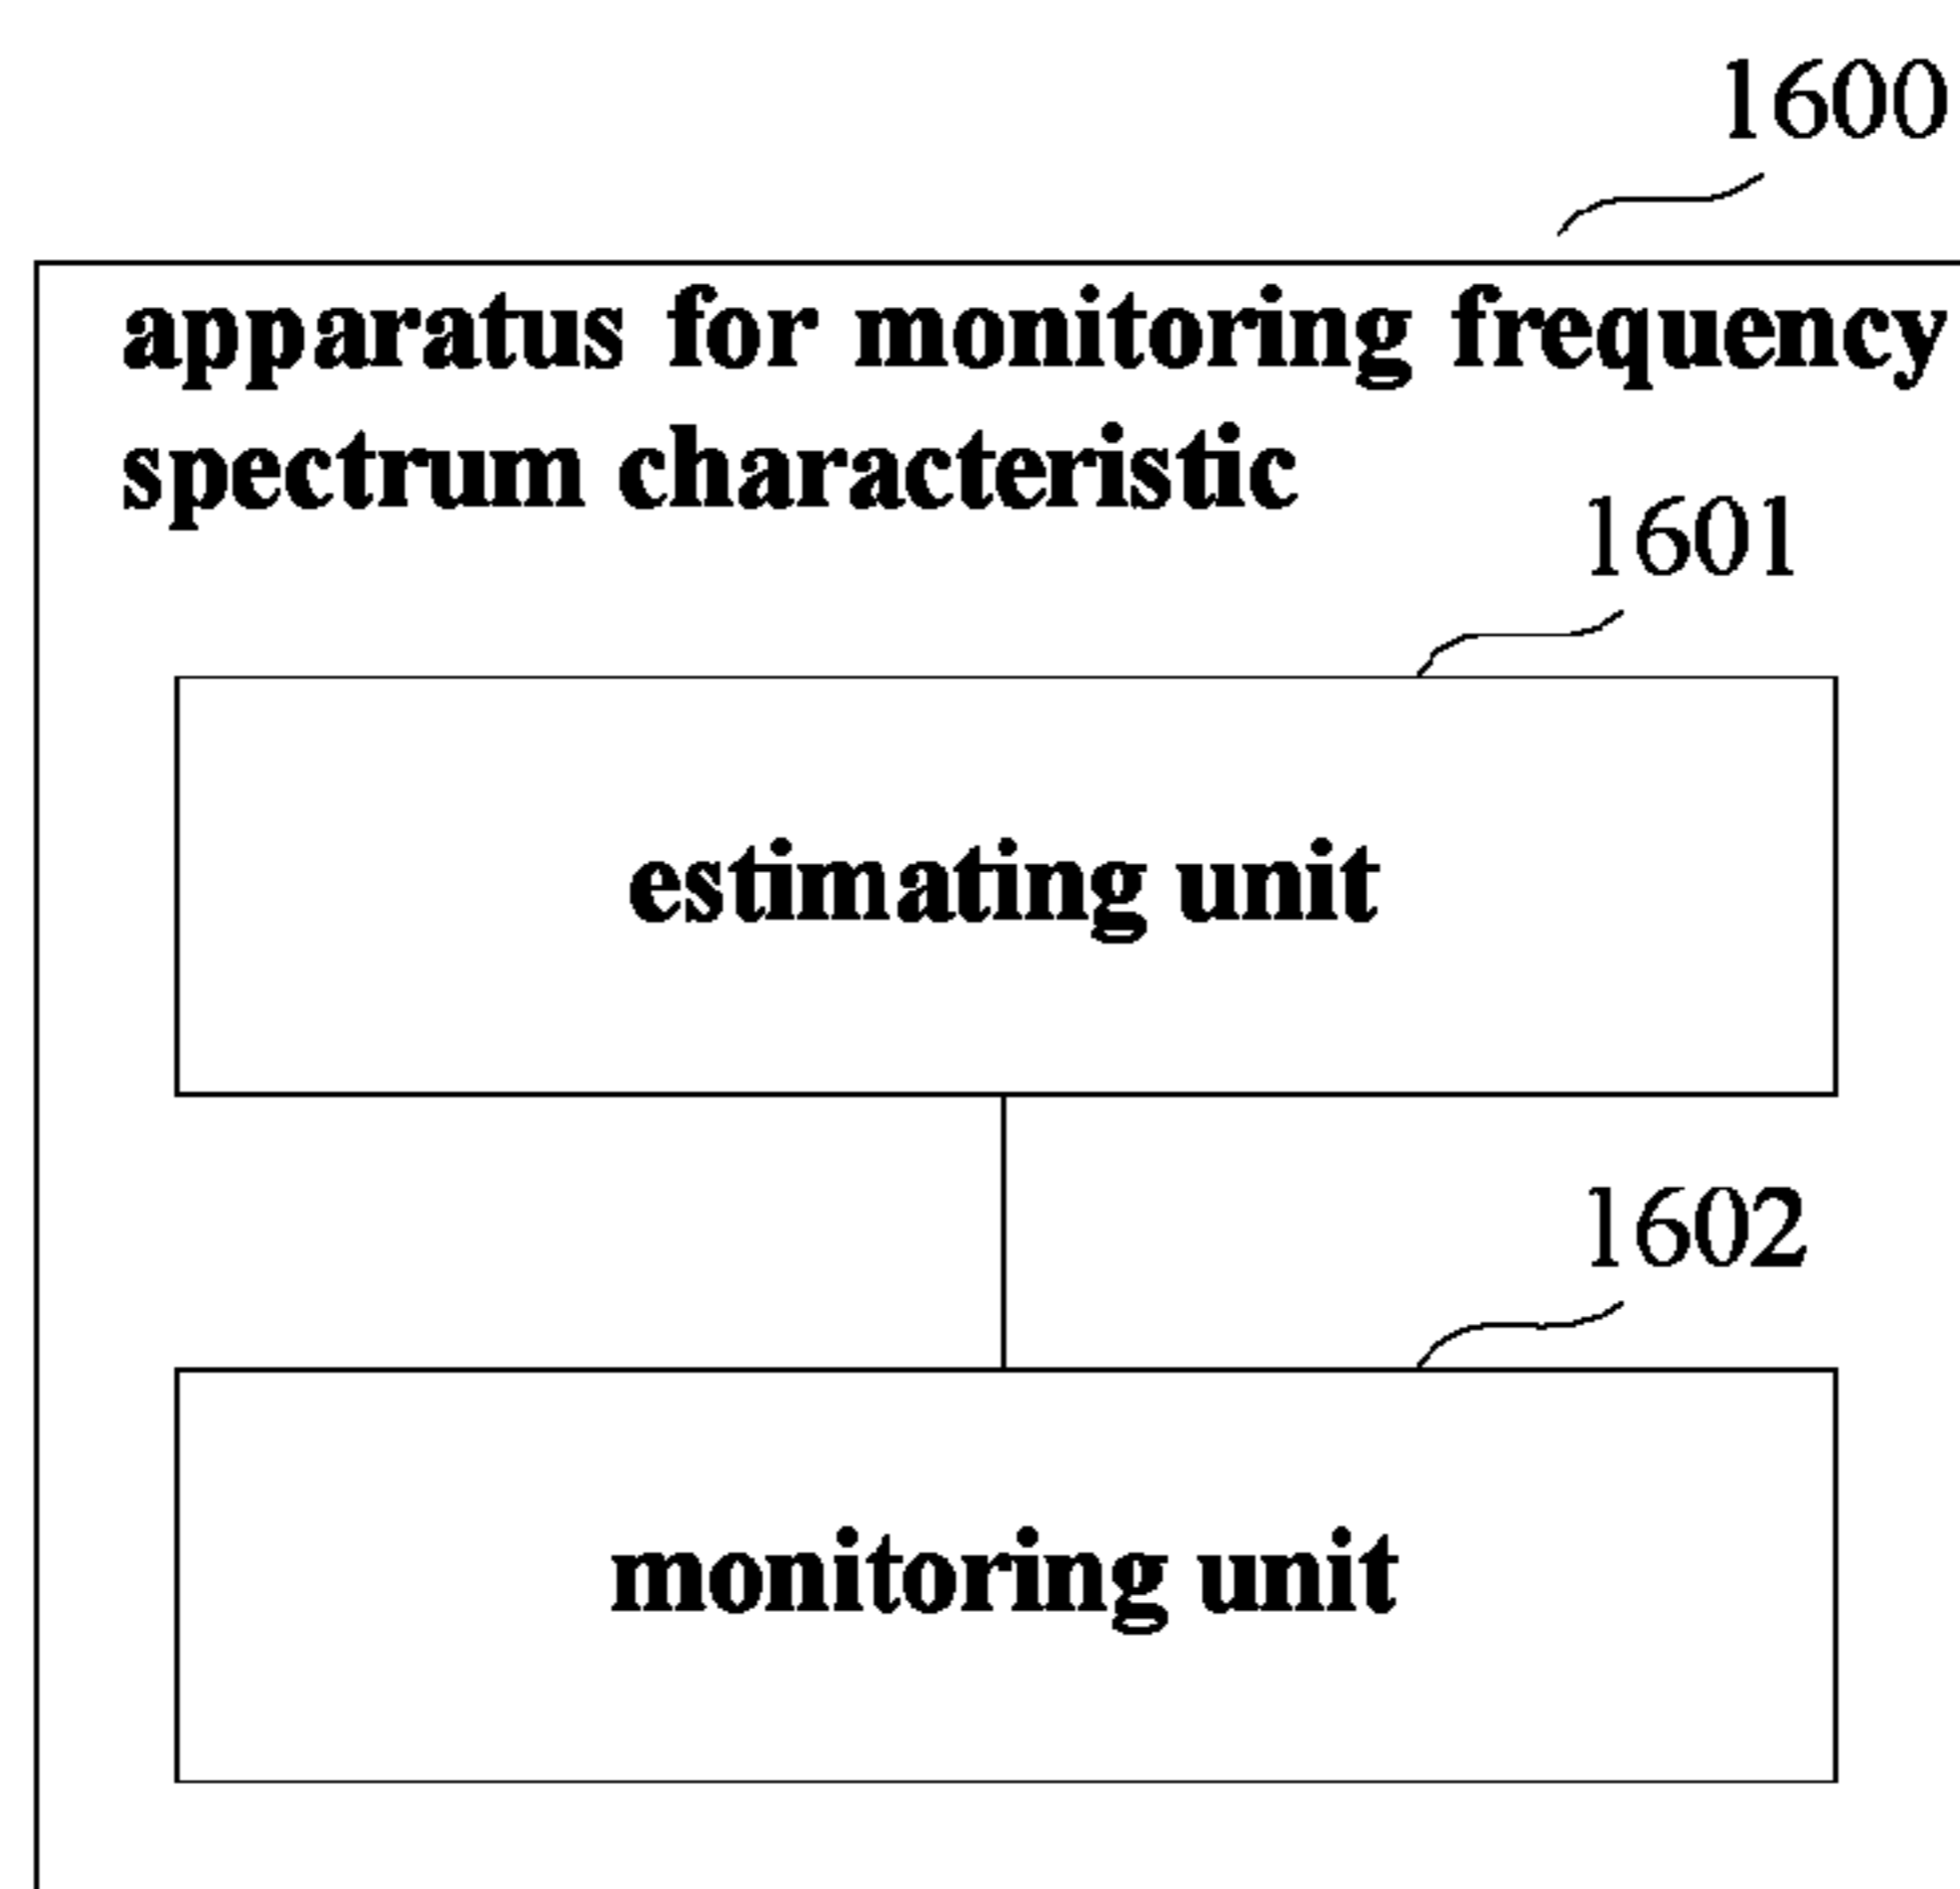 1600
apparatus for monitoring frequency
spectrum characteristic
1601
estimating unit
1602
monitoring unit